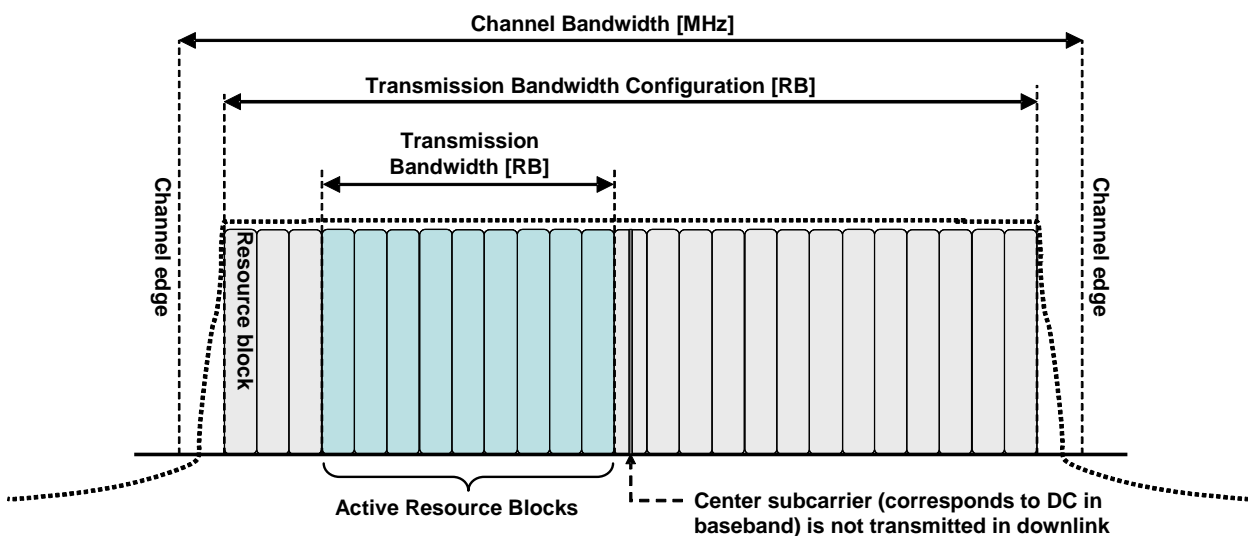 Channel Bandwidth [MHz]
Transmission Bandwidth Configuration [RB]
Transmission
Bandwidth [RB]
Channel edge
Channel edge
Resource block
Active Resource Blocks
Center subcarrier (corresponds to DC in
baseband) is not transmitted in downlink